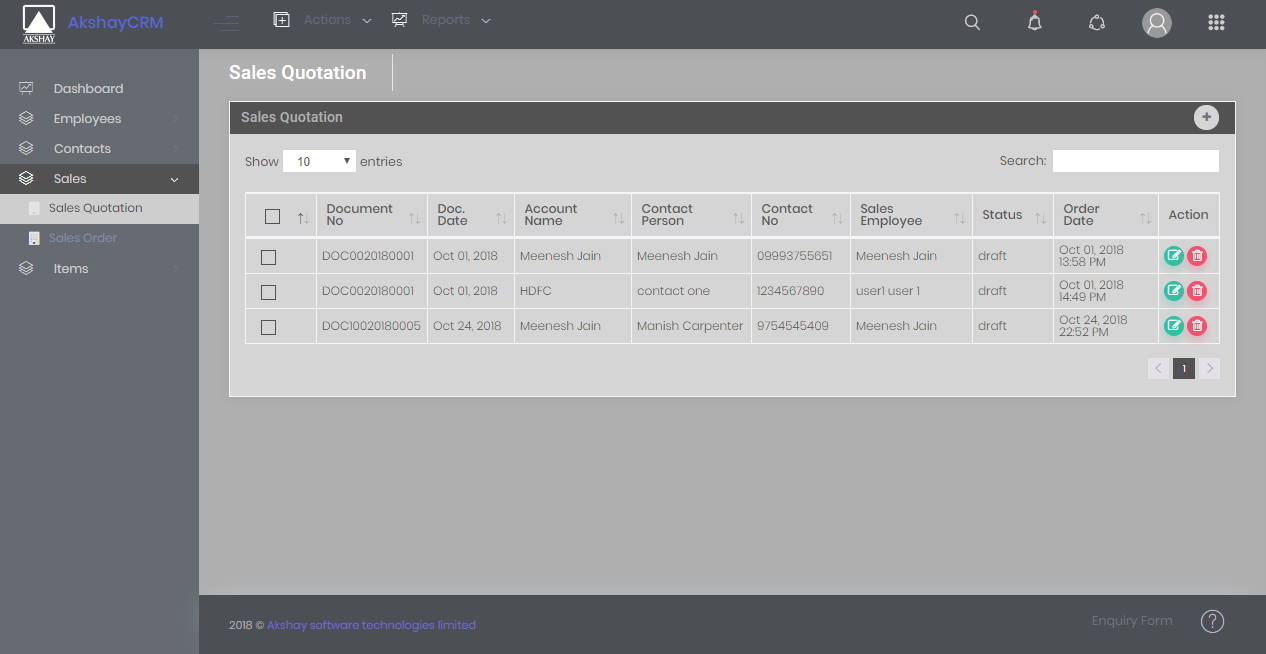 AKSHAY
AkshayCRM
Actions
Reports
Dashboard
Employees
Contacts
Sales
Sales Quotation
Sales Order
Items
Sales Quotation
Sales Quotation
+
Show 10 entries
Search:
Document No
Doc. Date
Account Name
Contact Person
Contact No
Sales Employee
Status
Order Date
Action
DOC0020180001 Oct 01, 2018 Meenesh Jain Meenesh Jain 09993755651 Meenesh Jain draft Oct 01, 2018 13:58 PM
DOC0020180001 Oct 01, 2018 HDFC contact one 1234567890 user1 user 1 draft Oct 01, 2018 14:49 PM
DOC10020180005 Oct 24, 2018 Meenesh Jain Manish Carpenter 9754545409 Meenesh Jain draft Oct 24, 2018 22:52 PM
< 1 >
2018 © Akshay software technologies limited
Enquiry Form
?